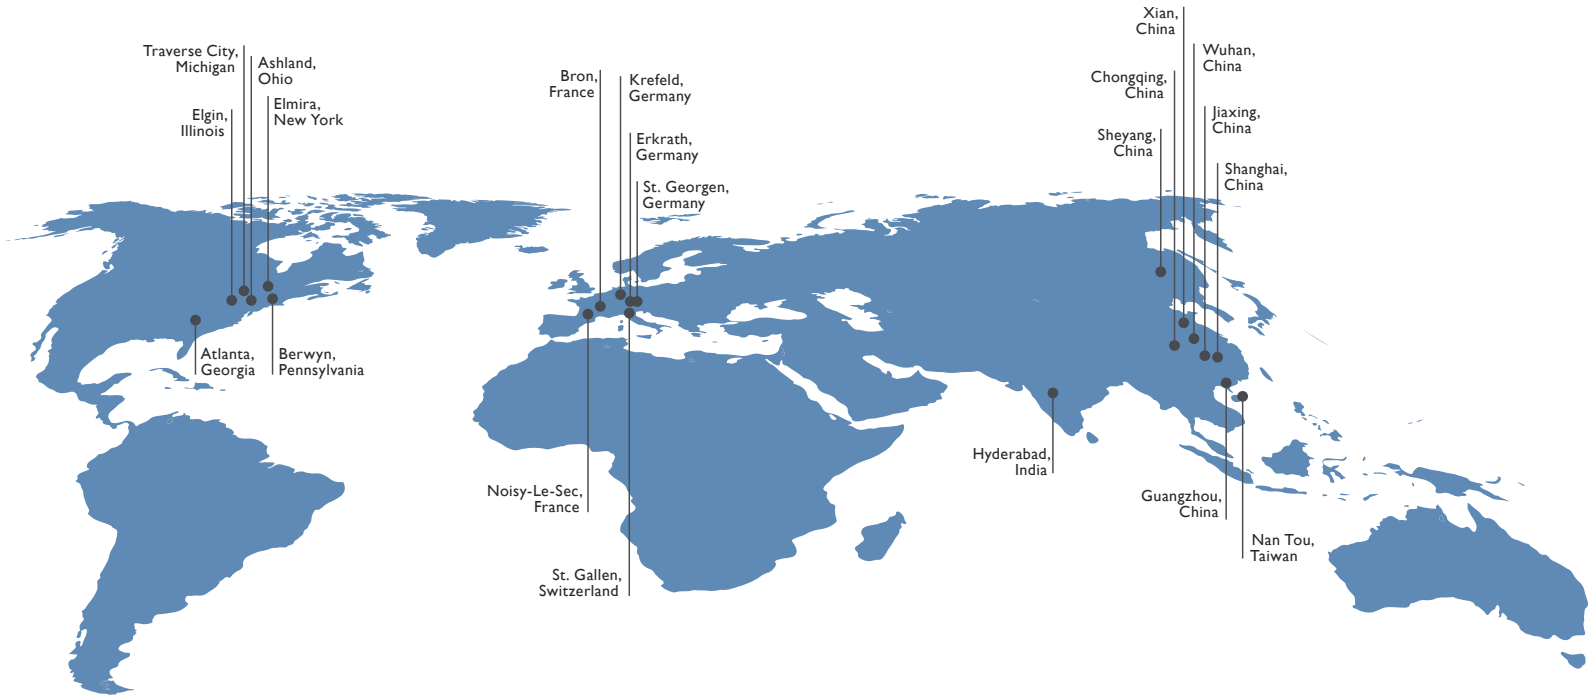 Traverse City,
Michigan
Ashland,
Ohio
Elgin,
Illinois
Elmira,
New York
Atlanta,
Georgia
Berwyn,
Pennsylvania
Bron,
France
Krefeld,
Germany
Erkrath,
Germany
St. Georgen,
Germany
Noisy-Le-Sec,
France
St. Gallen,
Switzerland
Xian,
China
Wuhan,
China
Chongqing,
China
Jiaxing,
China
Sheyang,
China
Shanghai,
China
Hyderabad,
India
Guangzhou,
China
Nan Tou,
Taiwan